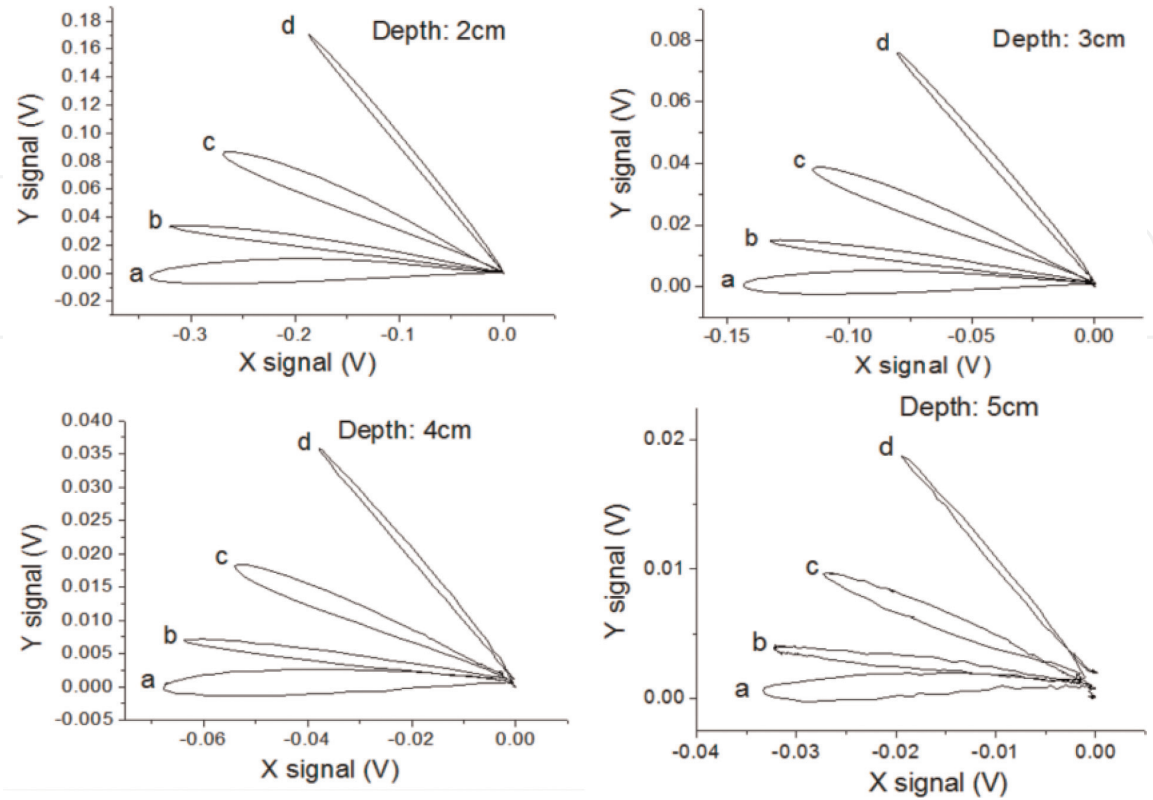 Depth: 2cm
0.18
0.16
0.14
0.12
0.10
0.08
0.06
0.04
0.02
0.00
-0.02
Y signal (V)
d
c
b
a
-0.3
-0.2
-0.1
0.0
X signal (V)
Depth: 3cm
0.08
0.06
0.04
0.02
0.00
Y signal (V)
d
c
b
a
-0.15
-0.10
-0.05
0.00
X signal (V)
Depth: 4cm
0.040
0.035
0.030
0.025
0.020
0.015
0.010
0.005
0.000
-0.005
Y signal (V)
d
c
b
a
-0.06
-0.04
-0.02
0.00
X signal (V)
Depth: 5cm
0.02
0.01
0.00
Y signal (V)
d
c
b
a
-0.04
-0.03
-0.02
-0.01
0.00
X signal (V)